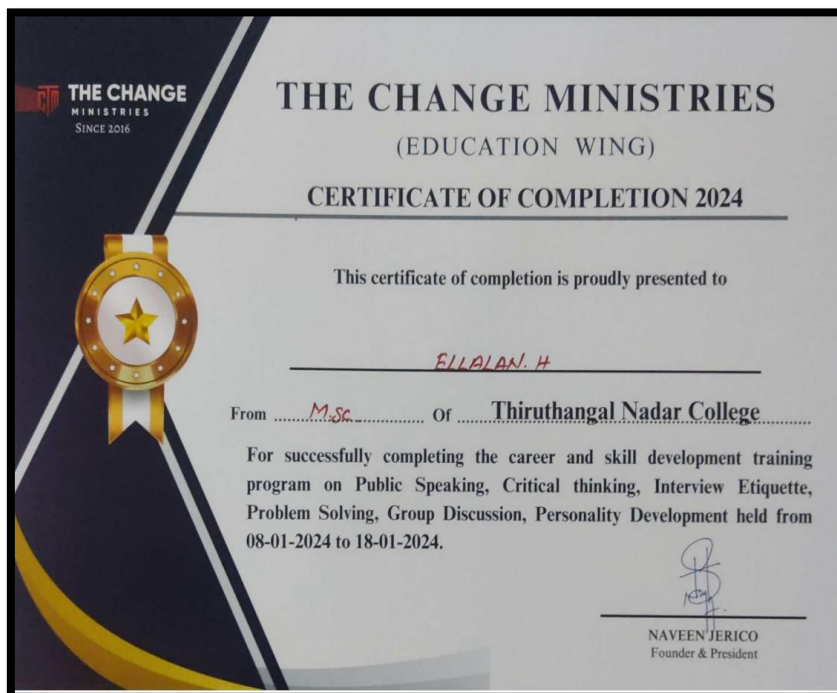 THE CHANGE
MINISTRIES
SINCE 2016
THE CHANGE MINISTRIES
(EDUCATION WING)
CERTIFICATE OF COMPLETION 2024
This certificate of completion is proudly presented to
ELLALAN. H
From M.sc Of Thiruthangal Nadar College
For successfully completing the career and skill development training
program on Public Speaking, Critical thinking, Interview Etiquette,
Problem Solving, Group Discussion, Personality Development held from
08-01-2024 to 18-01-2024.
NAVEEN JERICO
Founder & President